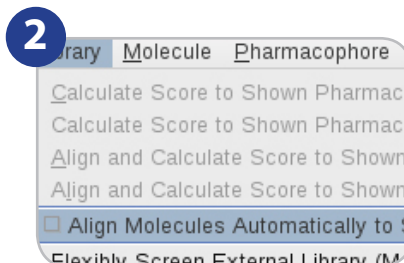 2
rary Molecule Pharmacophore
Calculate Score to Shown Pharmac
Calculate Score to Shown Pharmac
Align and Calculate Score to Shown
Align and Calculate Score to Shown
Align Molecules Automatically to S
Flexibly Screen External Library (M